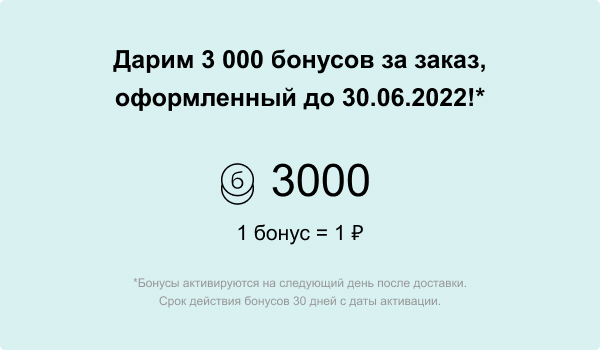 Дарим 3 000 бонусов за заказ,
оформленный до 30.06.2022!*
б 3000
1 бонус = 1 ₽
*Бонусы активируются на следующий день после доставки.
Срок действия бонусов 30 дней с даты активации.